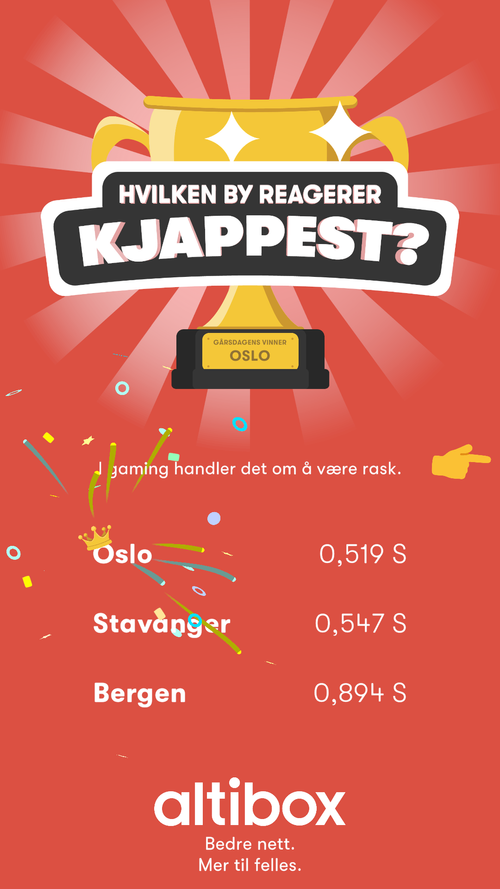 HVILKEN BY REAGERER
KJAPPEST?
GÅRSDAGENS VINNER
OSLO
I gaming handler det om å være rask.
Oslo 0,519 S
Stavanger 0,547 S
Bergen 0,894 S
altibox
Bedre nett.
Mer til felles.